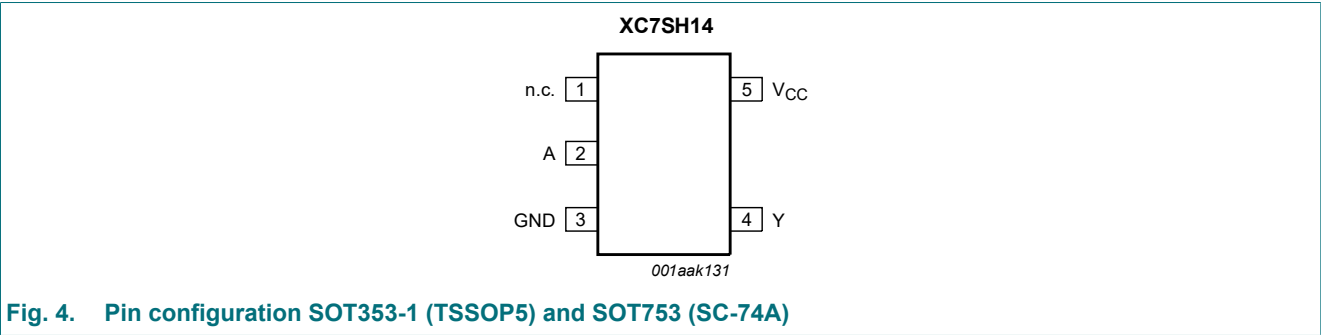 XC7SH14
n.c. 1
5 VCC
A 2
GND 3
4 Y
001aak131
Fig. 4. Pin configuration SOT353-1 (TSSOP5) and SOT753 (SC-74A)